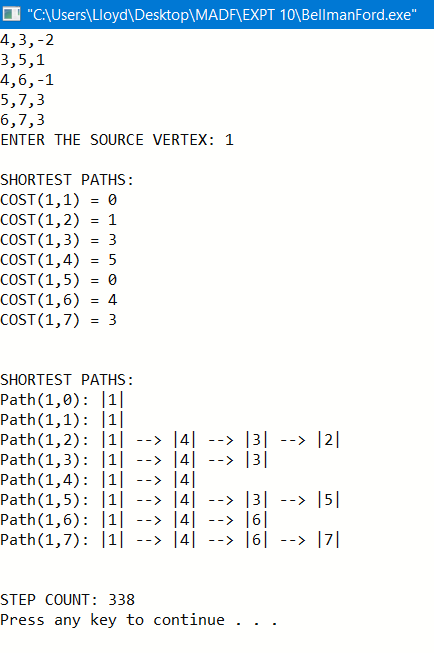 "C:\Users\Lloyd\Desktop\MADF\EXPT 10\BellmanFord.exe"
4,3,-2
3,5,1
4,6,-1
5,7,3
6,7,3
ENTER THE SOURCE VERTEX: 1
SHORTEST PATHS:
COST(1,1) = 0
COST(1,2) = 1
COST(1,3) = 3
COST(1,4) = 5
COST(1,5) = 0
COST(1,6) = 4
COST(1,7) = 3
SHORTEST PATHS:
Path(1,0): |1|
Path(1,1): |1|
Path(1,2): |1| --> |4| --> |3| --> |2|
Path(1,3): |1| --> |4| --> |3|
Path(1,4): |1| --> |4|
Path(1,5): |1| --> |4| --> |3| --> |5|
Path(1,6): |1| --> |4| --> |6|
Path(1,7): |1| --> |4| --> |6| --> |7|
STEP COUNT: 338
Press any key to continue . . .